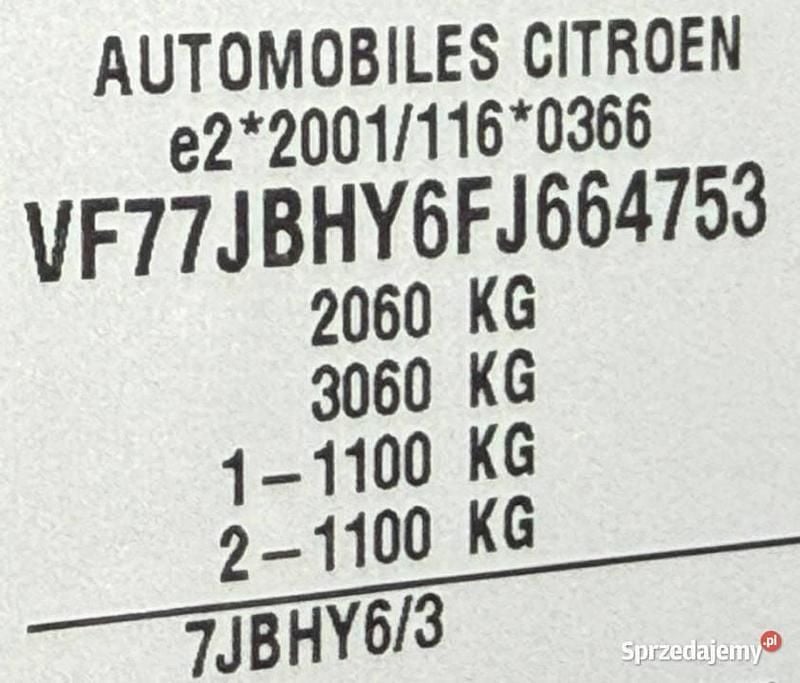 AUTOMOBILES CITROEN
e2*2001/116*0366
VF77JBHY6FJ664753
2060 KG
3060 KG
1-1100 KG
2-1100 KG
7JBHY6/3
Sprzedajemy.pl